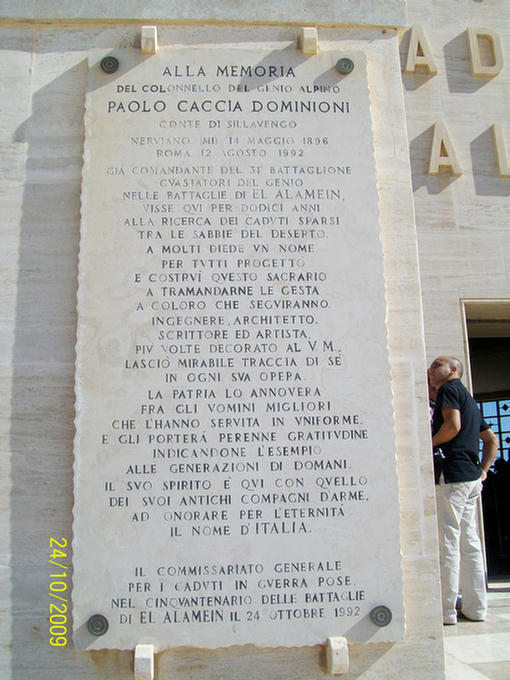 ALLA MEMORIA
DEL COLONNELLO DEL GENIO ALPINO
PAOLO CACCIA DOMINIONI
CONTE DI SILLAVENGO
NERVIANO (MI) 14 MAGGIO 1896
ROMA 12 AGOSTO 1992
GIÁ COMANDANTE DEL 31° BATTAGLIONE
GVASTATORI DEL GENIO
NELLE BATTAGLIE DI EL ALAMEIN,
VISSE QVI PER DODICI ANNI
ALLA RICERCA DEI CADVTI SPARSI
TRA LE SABBIE DEL DESERTO.
A MOLTI DIEDE VN NOME
PER TVTTI PROGETTO
E COSTRVÌ QVESTO SACRARIO
A TRAMANDARNE LE GESTA
A COLORO CHE SEGVIRANNO.
INGEGNERE, ARCHITETTO,
SCRITTORE ED ARTISTA,
PIV VOLTE DECORATO AL V.M.,
LASCIÓ MIRABILE TRACCIA DI SÉ
IN OGNI SVA OPERA.
LA PATRIA LO ANNOVERA
FRA GLI VOMINI MIGLIORI
CHE L'HANNO SERVITA IN VNIFORME,
E GLI PORTERÁ PERENNE GRATITVDINE
INDICANDONE L'ESEMPIO
ALLE GENERAZIONI DI DOMANI.
IL SVO SPIRITO É QVI CON QVELLO
DEI SVOI ANTICHI COMPAGNI D'ARME,
AD ONORARE PER L'ETERNITÁ
IL NOME D'ITALIA.
IL COMMISSARIATO GENERALE
PER I CADVTI IN GVERRA POSE,
NEL CINQVANTENARIO DELLE BATTAGLIE
DI EL ALAMEIN IL 24 OTTOBRE 1992
AD
AL
24/10/2009